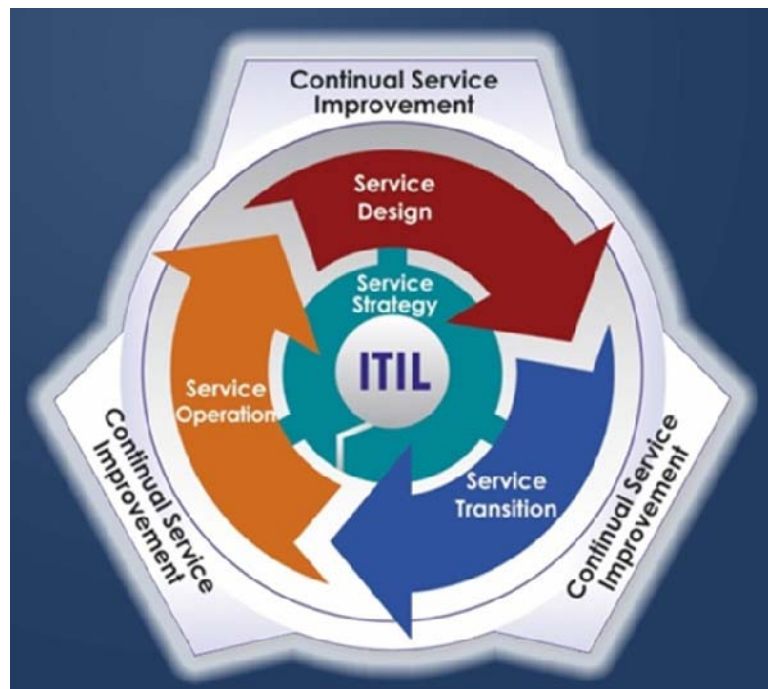 Continual Service
Improvement
Service
Design
Service
Strategy
ITIL
Service
Operation
Service
Transition
Continual Service
Improvement
Continual Service
Improvement